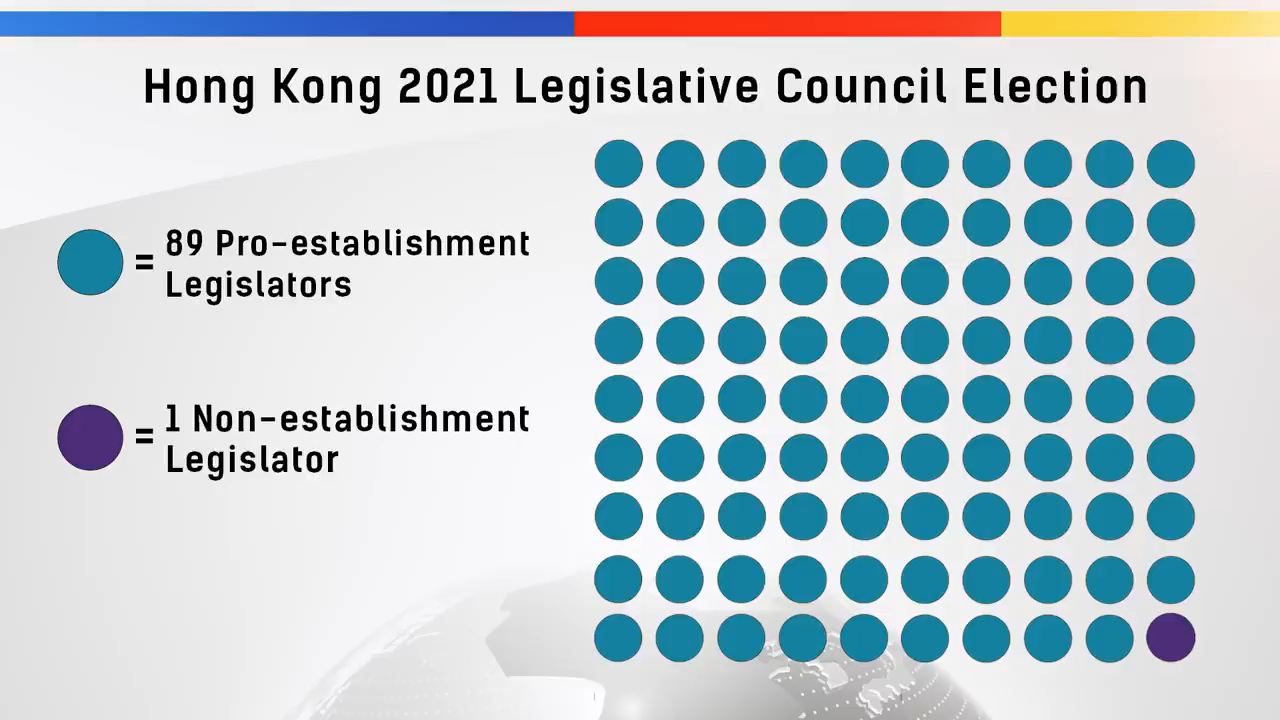 Hong Kong 2021 Legislative Council Election
= 89 Pro-establishment
Legislators
= 1 Non-establishment
Legislator